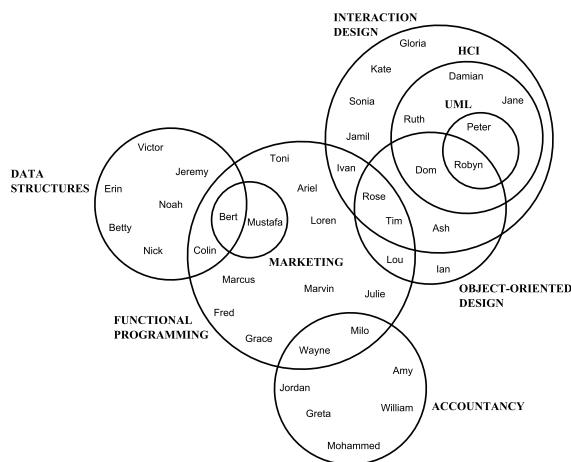 INTERACTION
DESIGN
Gloria
HCI
Kate
Damian
Sonia
Jane
UML
Ruth
Peter
Jamil
Victor
Toni
Ivan
Dom
Robyn
DATA
STRUCTURES
Jeremy
Erin
Ariel
Rose
Noah
Bert
Mustafa
Loren
Tim
Ash
Betty
Nick
Colin
MARKETING
Lou
Ian
Marcus
Marvin
Julie
OBJECT-ORIENTED
DESIGN
FUNCTIONAL
PROGRAMMING
Fred
Grace
Milo
Wayne
Amy
Jordan
Greta
William
ACCOUNTANCY
Mohammed